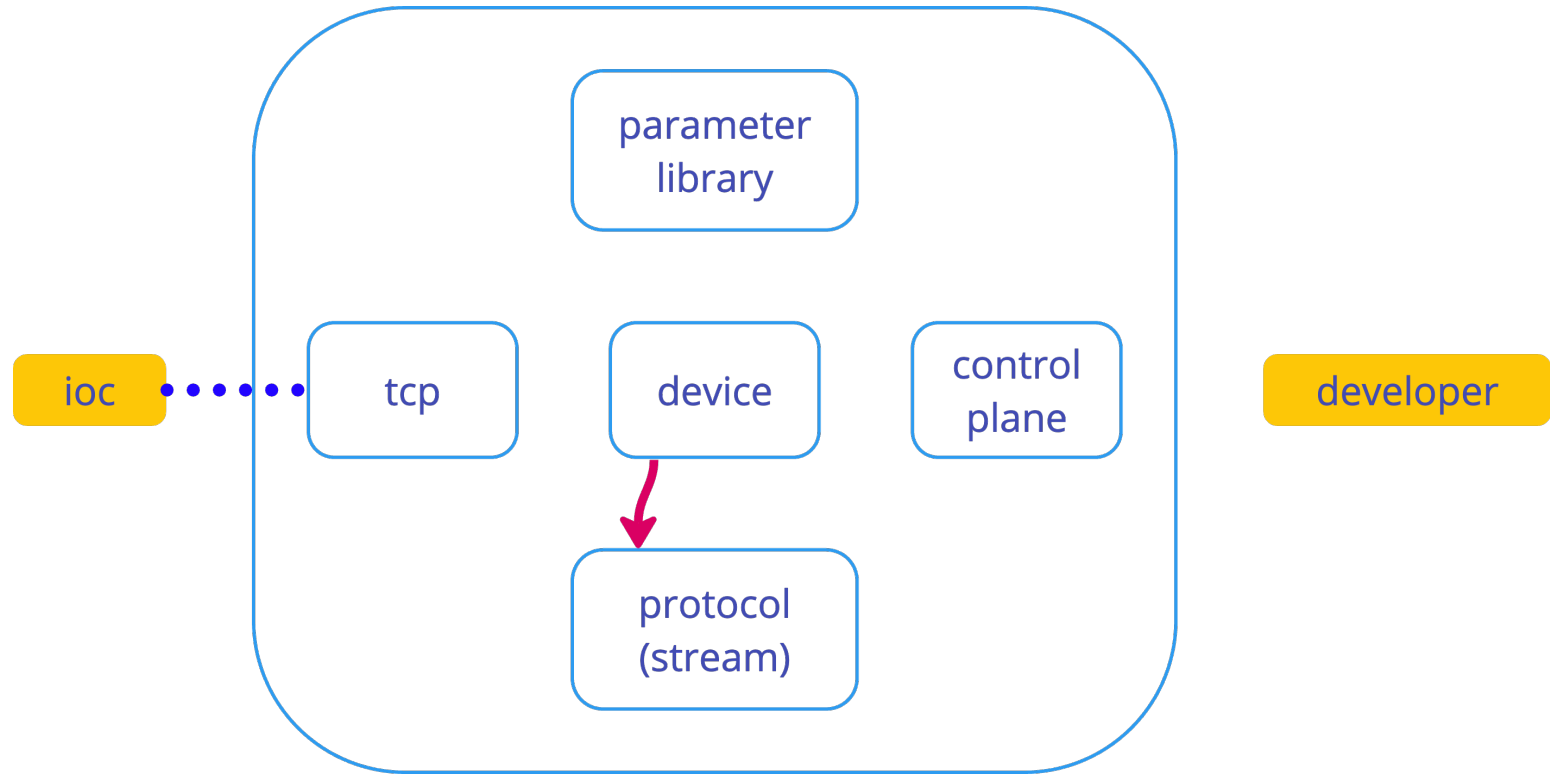 parameter
library
ioc
tcp
device
control
plane
developer
protocol
(stream)